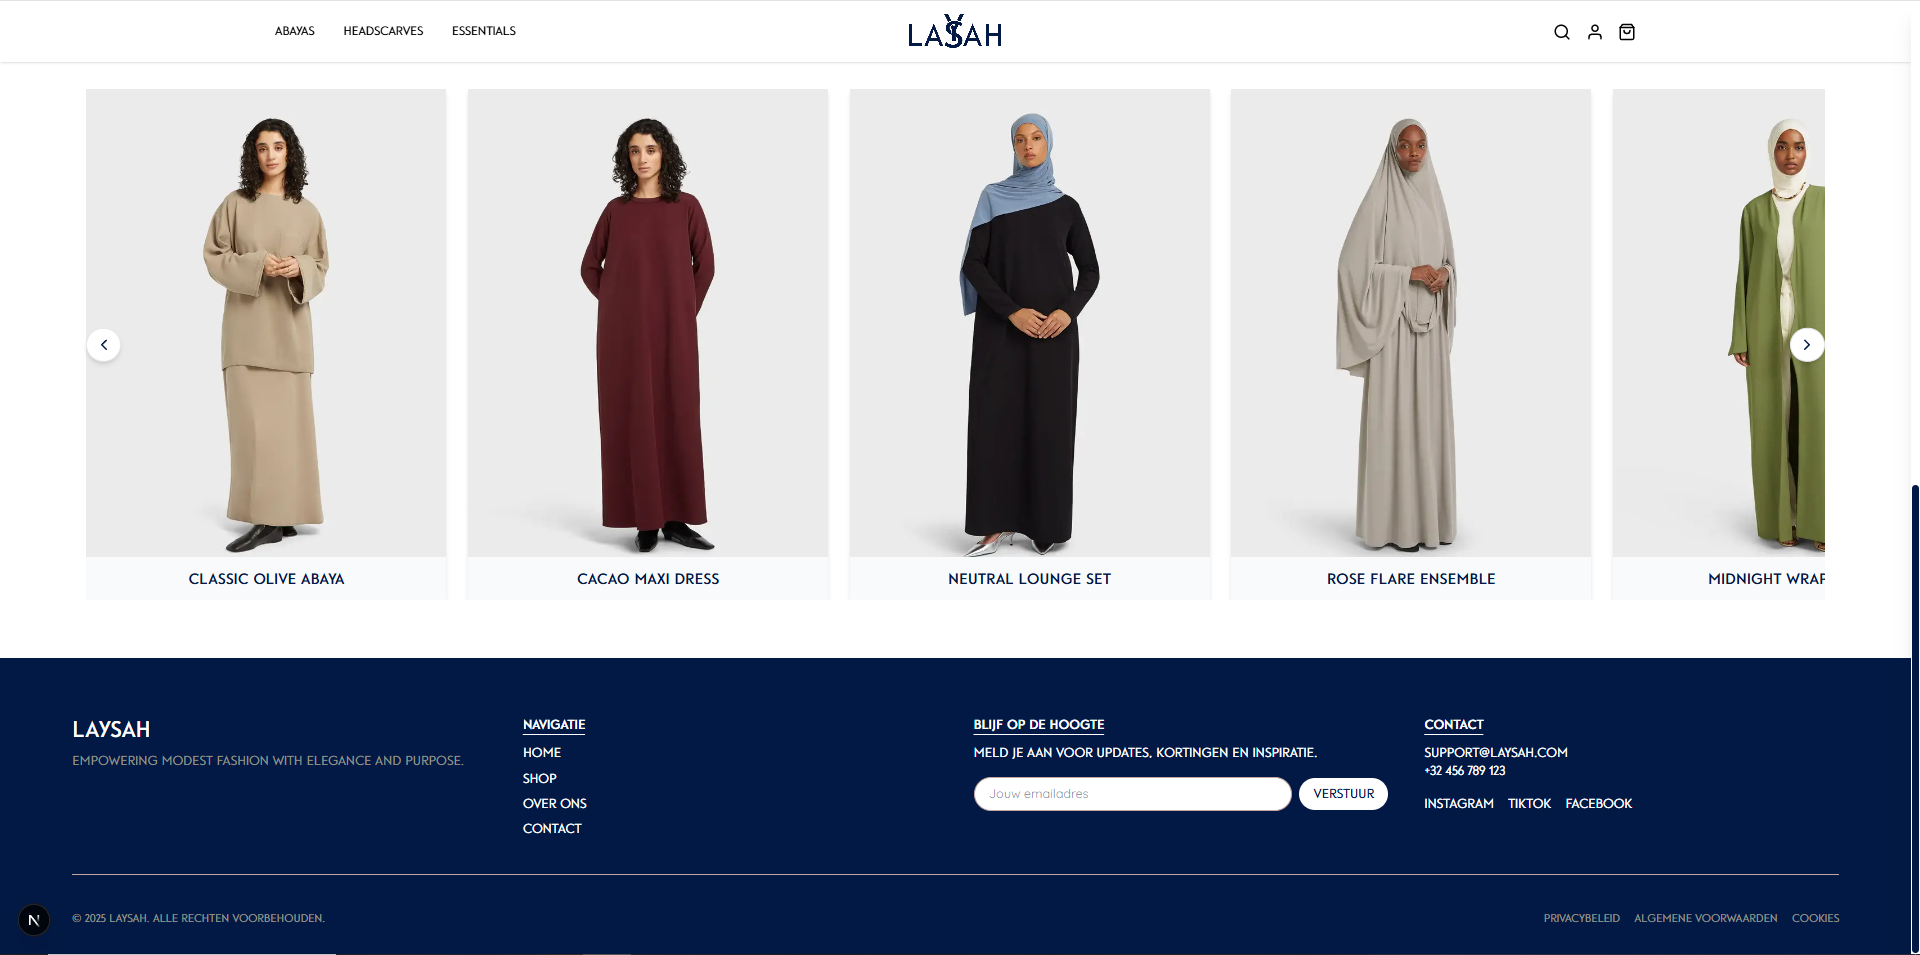 ABAYAS HEADSCARVES ESSENTIALS
LAYSAH
CLASSIC OLIVE ABAYA
CACAO MAXI DRESS
NEUTRAL LOUNGE SET
ROSE FLARE ENSEMBLE
MIDNIGHT WRAP
LAYSAH
EMPOWERING MODEST FASHION WITH ELEGANCE AND PURPOSE.
NAVIGATIE
HOME
SHOP
OVER ONS
CONTACT
BLIJF OP DE HOOGTE
MELD JE AAN VOOR UPDATES, KORTINGEN EN INSPIRATIE.
Jouw emailadres
VERSTUUR
CONTACT
SUPPORT@LAYSAH.COM
+32 456 789 123
INSTAGRAM TIKTOK FACEBOOK
N
© 2025 LAYSAH. ALLE RECHTEN VOORBEHOUDEN.
PRIVACYBELEID ALGEMENE VOORWAARDEN COOKIES